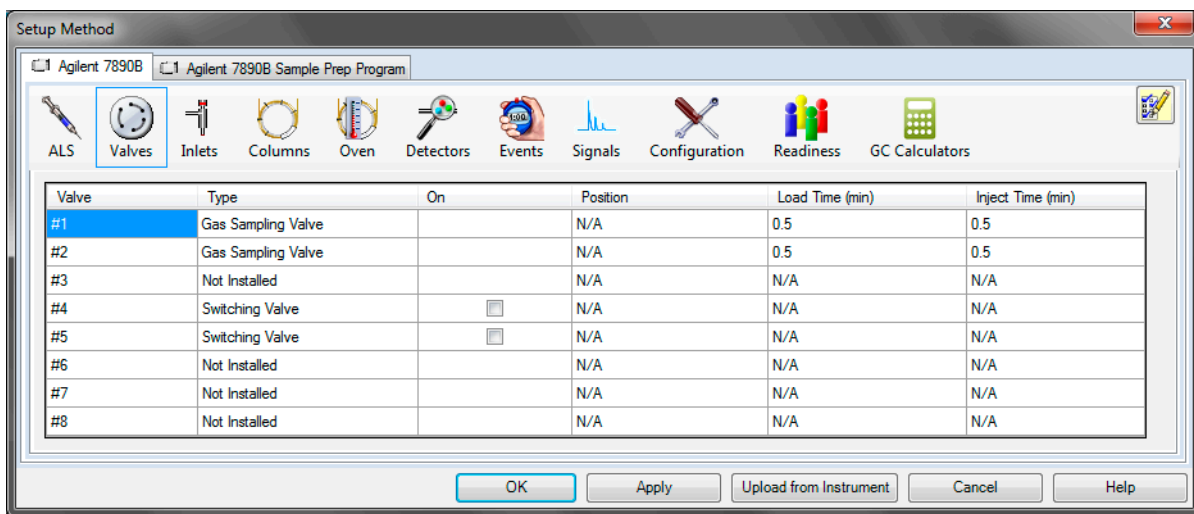 Setup Method
Agilent 7890B Agilent 7890B Sample Prep Program
ALS Valves Inlets Columns Oven Detectors Events Signals Configuration Readiness GC Calculators
Valve Type On Position Load Time (min) Inject Time (min)
#1 Gas Sampling Valve N/A 0.5 0.5
#2 Gas Sampling Valve N/A 0.5 0.5
#3 Not Installed N/A N/A N/A
#4 Switching Valve N/A N/A N/A
#5 Switching Valve N/A N/A N/A
#6 Not Installed N/A N/A N/A
#7 Not Installed N/A N/A N/A
#8 Not Installed N/A N/A N/A
OK Apply Upload from Instrument Cancel Help